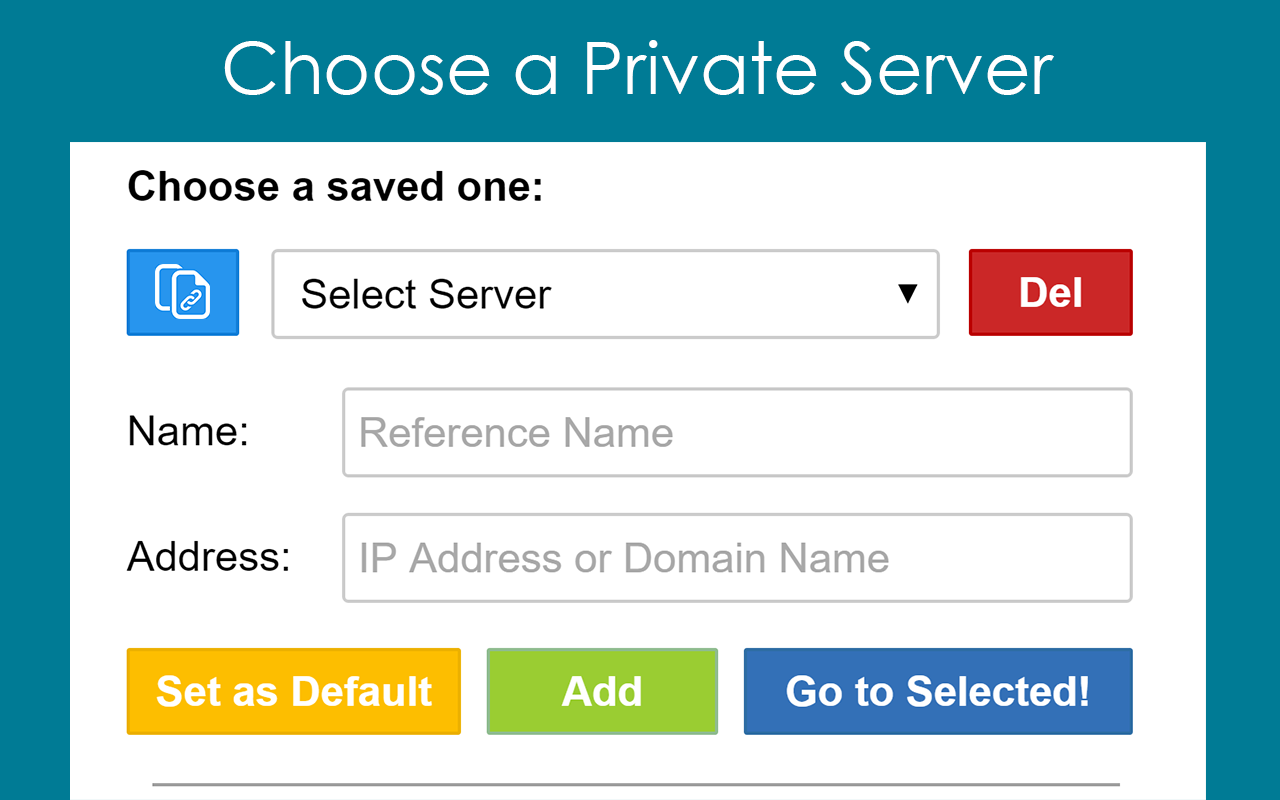 Choose a Private Server
Choose a saved one:
Select Server
Del
Name:
Reference Name
Address:
IP Address or Domain Name
Set as Default
Add
Go to Selected!